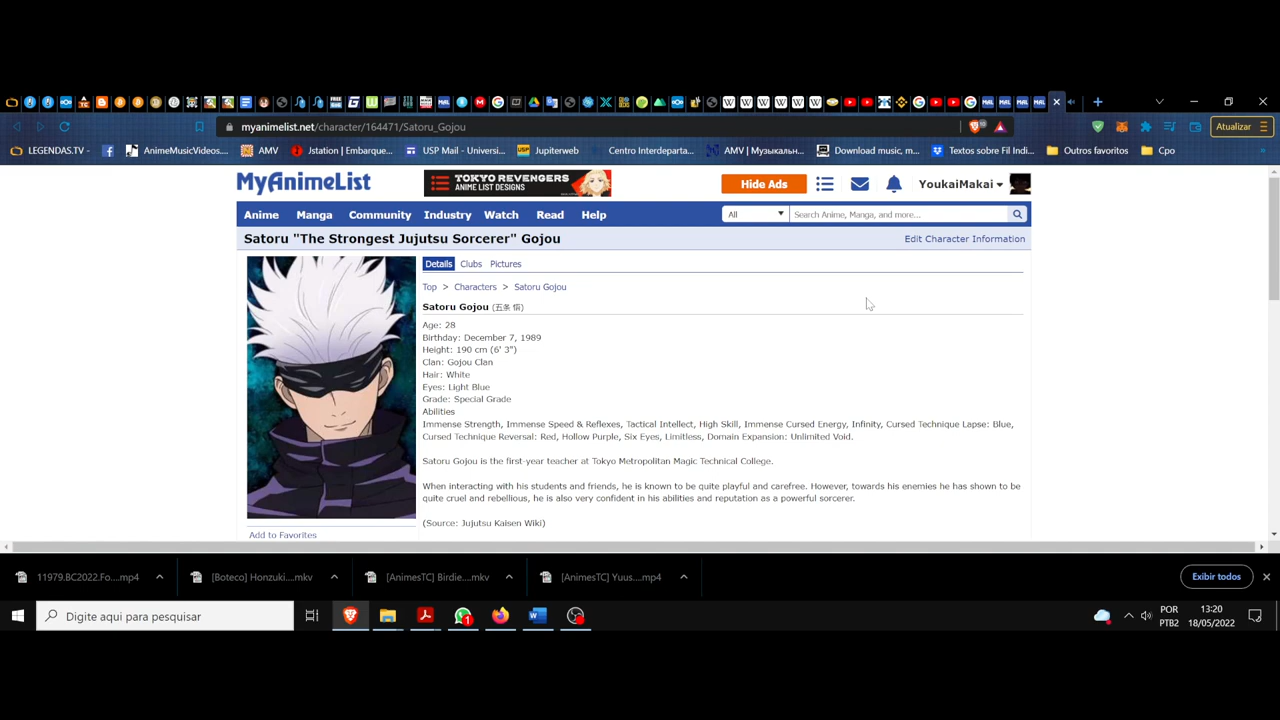 myanimelist.net/character/164471/Satoru_Gojou
Atualizar
LEGENDAS.TV -
AnimeMusicVideos...
AMV
Jstation | Embarque...
USP Mail - Universi...
Jupiterweb
Centro Interdeparta...
AMV | Музыкальн...
Download music, m...
Textos sobre Fil Indi...
Outros favoritos
Cpo
MyAnimeList
TOKYO REVENGERS
ANIME LIST DESIGNS
Hide Ads
YoukaiMakai
Anime Manga Community Industry Watch Read Help
All
Search Anime, Manga, and more...
Satoru "The Strongest Jujutsu Sorcerer" Gojou
Edit Character Information
Details Clubs Pictures
Top > Characters > Satoru Gojou
Satoru Gojou (五条 悟)
Age: 28
Birthday: December 7, 1989
Height: 190 cm (6' 3")
Clan: Gojou Clan
Hair: White
Eyes: Light Blue
Grade: Special Grade
Abilities
Immense Strength, Immense Speed & Reflexes, Tactical Intellect, High Skill, Immense Cursed Energy, Infinity, Cursed Technique Lapse: Blue,
Cursed Technique Reversal: Red, Hollow Purple, Six Eyes, Limitless, Domain Expansion: Unlimited Void.
Satoru Gojou is the first-year teacher at Tokyo Metropolitan Magic Technical College.
When interacting with his students and friends, he is known to be quite playful and carefree. However, towards his enemies he has shown to be
quite cruel and rebellious, he is also very confident in his abilities and reputation as a powerful sorcerer.
(Source: Jujutsu Kaisen Wiki)
Add to Favorites
11979.BC2022.Fo....mp4
[Boteco] Honzuki....mkv
[AnimesTC] Birdie....mkv
[AnimesTC] Yuus....mp4
Exibir todos
Digite aqui para pesquisar
1
POR
PTB2
13:20
18/05/2022